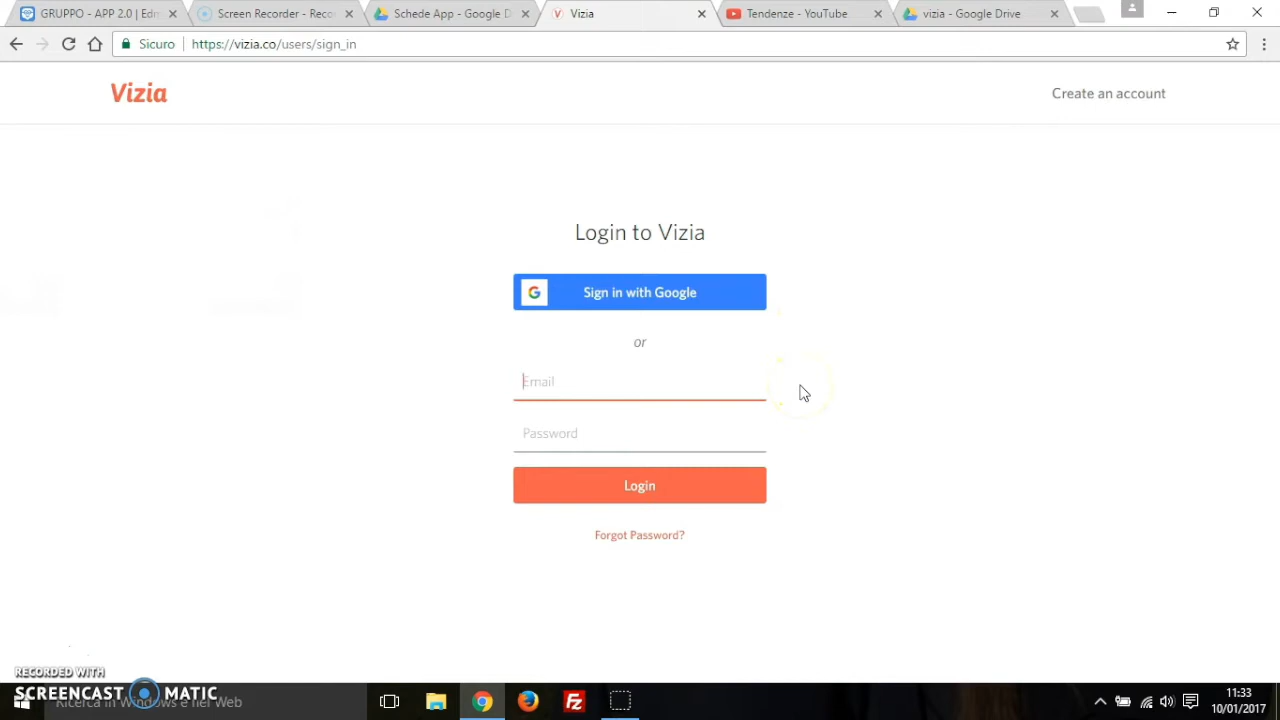 GRUPPO - APP 2.0 | Edm
Screen Recorder - Reco
Schede App - Google D
Vizia
Tendenze - YouTube
vizia - Google Drive
Sicuro
https://vizia.co/users/sign_in
Vizia
Create an account
Login to Vizia
G
Sign in with Google
or
Email
Password
Login
Forgot Password?
RECORDED WITH
SCREENCAST MATIC
Ricerca in Windows e nel Web
Fz
11:33
10/01/2017